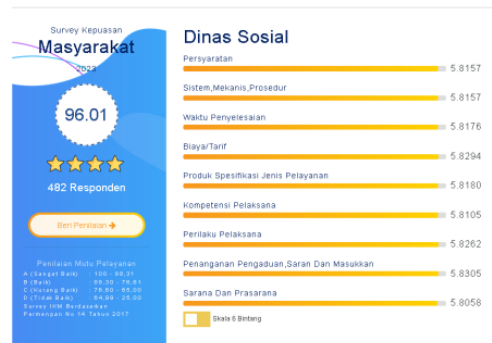 Survey Kepuasan
Masyarakat
2023
96.01
482 Responden
Beri Penilaian
Penilaian Mutu Pelayanan
A (Sangat Baik) : 100 - 88,31
B (Baik) : 88,30 - 76,61
C (Kurang Baik) : 76,60 - 65,00
D (Tidak Baik) : 64,99 - 25,00
Survey IKM Berdasarkan
Permenpan No 14 Tahun 2017
Dinas Sosial
Persyaratan
5.8157
Sistem,Mekanis,Prosedur
5.8157
Waktu Penyelesaian
5.8176
Biaya/Tarif
5.8294
Produk Spesifikasi Jenis Pelayanan
5.8180
Kompetensi Pelaksana
5.8105
Perilaku Pelaksana
5.8262
Penanganan Pengaduan,Saran Dan Masukkan
5.8305
Sarana Dan Prasarana
5.8058
Skala 6 Bintang